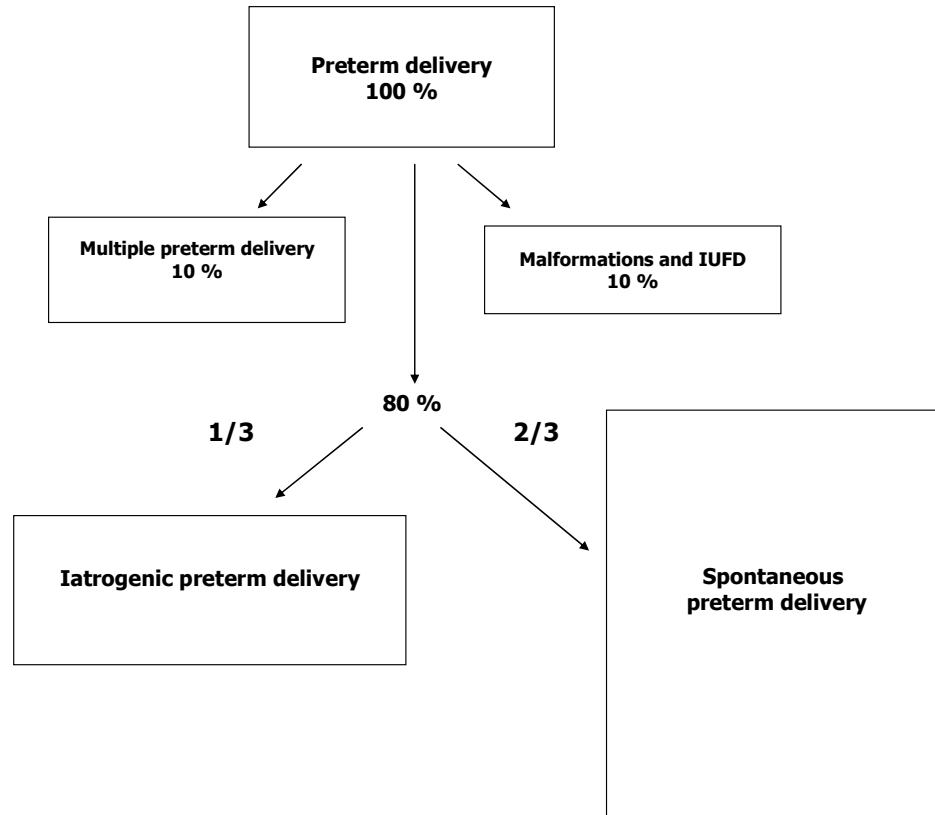 Preterm delivery
100 %
Multiple preterm delivery
10 %
Malformations and IUFD
10 %
80 %
1/3
2/3
Iatrogenic preterm delivery
Spontaneous
preterm delivery